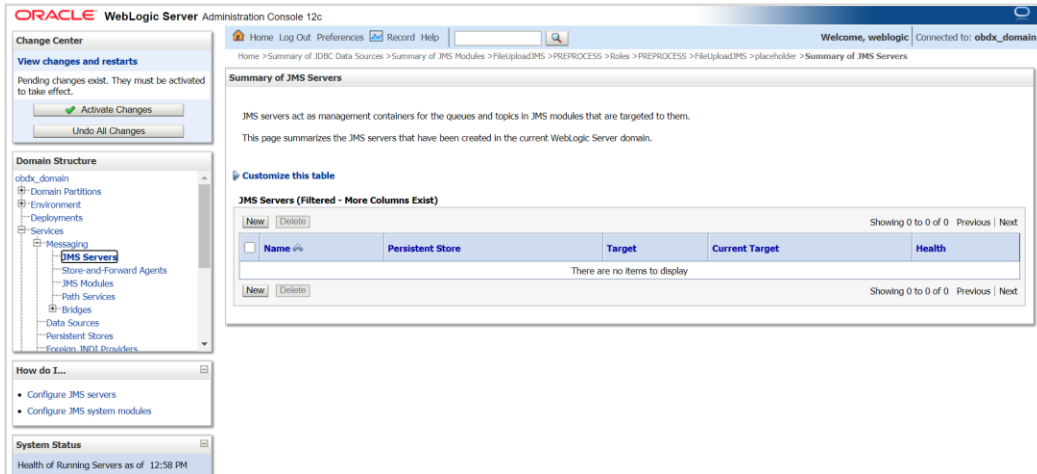 ORACLE WebLogic Server Administration Console 12c
Change Center
View changes and restarts
Pending changes exist. They must be activated
to take effect.
Activate Changes
Undo All Changes
Domain Structure
obdx_domain
Domain Partitions
Environment
Deployments
Services
Messaging
JMS Servers
Store-and-Forward Agents
JMS Modules
Path Services
Bridges
Data Sources
Persistent Stores
Foreign JNDI Providers
How do I...
Configure JMS servers
Configure JMS system modules
System Status
Health of Running Servers as of 12:58 PM
Home Log Out Preferences Record Help
Welcome, weblogic Connected to: obdx_domain
Home >Summary of JDBC Data Sources >Summary of JMS Modules >FileUploadJMS >PREPROCESS >Roles >PREPROCESS >FileUploadJMS >placeholder >Summary of JMS Servers
Summary of JMS Servers
JMS servers act as management containers for the queues and topics in JMS modules that are targeted to them.
This page summarizes the JMS servers that have been created in the current WebLogic Server domain.
Customize this table
JMS Servers (Filtered - More Columns Exist)
New Delete Showing 0 to 0 of 0 Previous | Next
Name Persistent Store Target Current Target Health
There are no items to display
New Delete Showing 0 to 0 of 0 Previous | Next